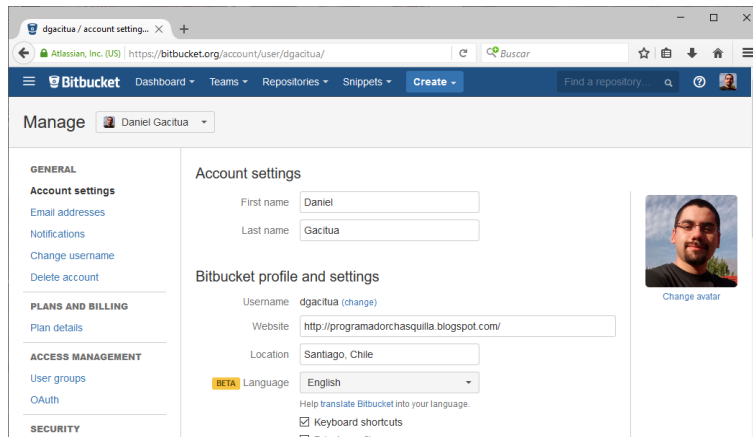 dgacitua / account settin...
Atlassian, Inc. (US) https://bitbucket.org/account/user/dgacitua/ Buscar
Bitbucket Dashboard Teams Repositories Snippets Create Find a repository...
Manage Daniel Gacitua
GENERAL
Account settings
Email addresses
Notifications
Change username
Delete account
PLANS AND BILLING
Plan details
ACCESS MANAGEMENT
User groups
OAuth
SECURITY
Account settings
First name Daniel
Last name Gacitua
Bitbucket profile and settings
Username dgacitua (change)
Website http://programadorchasquilla.blogspot.com/
Location Santiago, Chile
BETA Language English
Help translate Bitbucket into your language.
Keyboard shortcuts
Change avatar